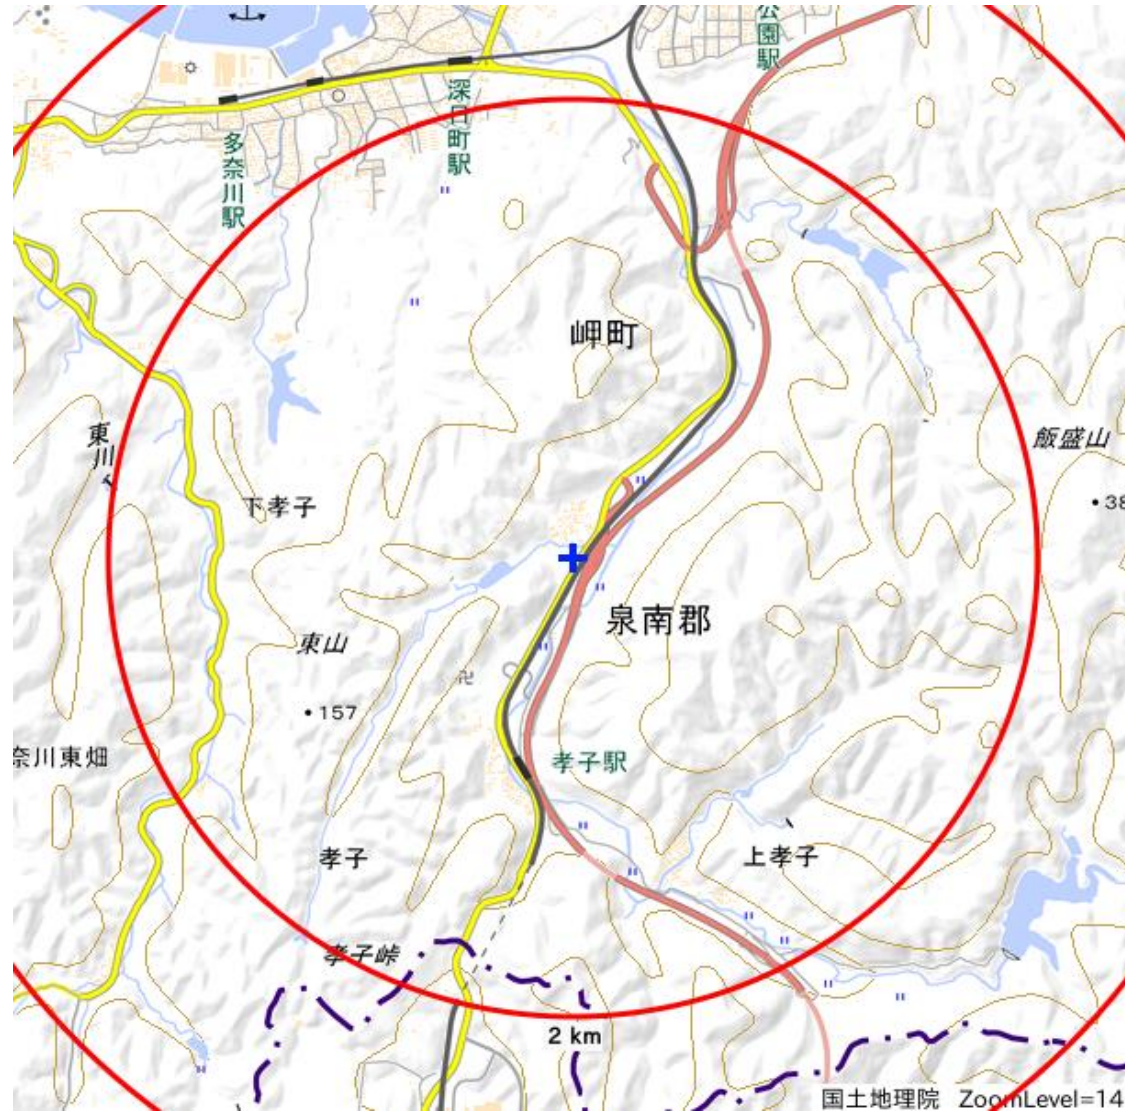 公園駅
深日町駅
多奈川駅
岬町
東川
飯盛山
38
下孝子
泉南郡
東山
157
奈川東畑
孝子駅
孝子
上孝子
孝子峠
2 km
国土地理院 ZoomLevel=14